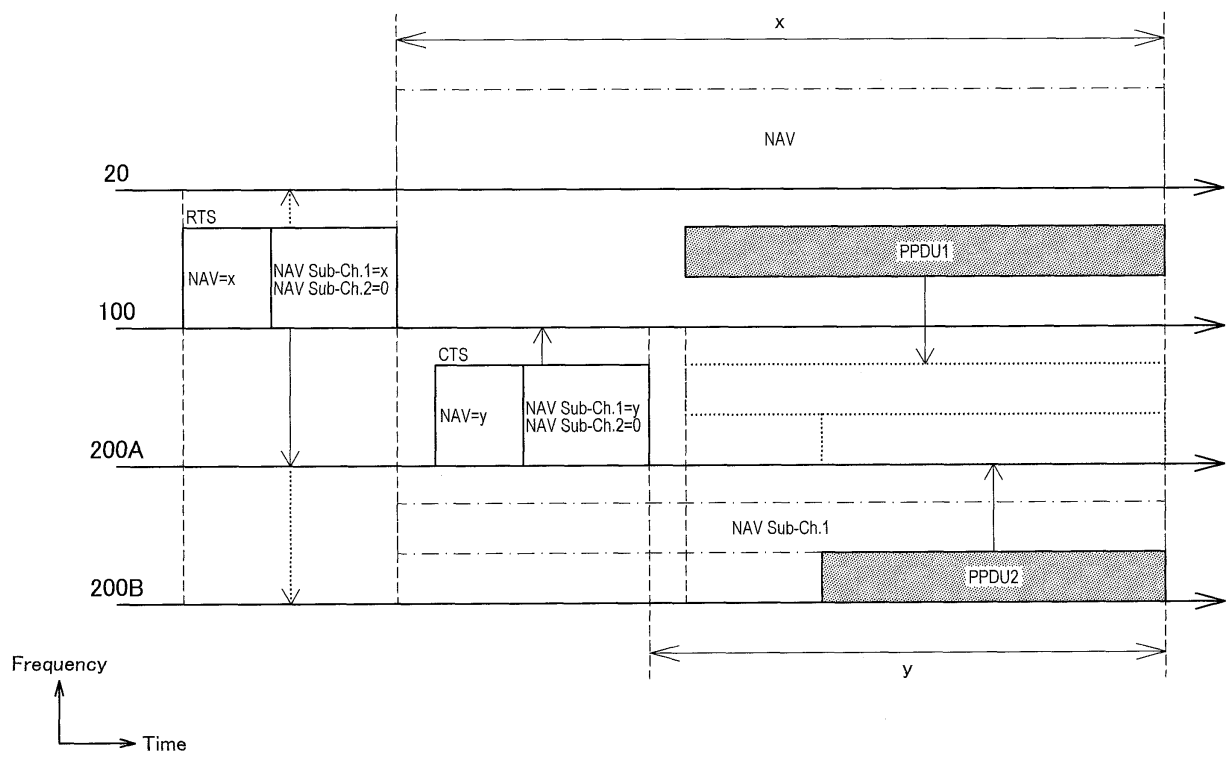 x
NAV
20
RTS
NAV=x
NAV Sub-Ch.1=x
NAV Sub-Ch.2=0
PPDU1
100
CTS
NAV=y
NAV Sub-Ch.1=y
NAV Sub-Ch.2=0
200A
NAV Sub-Ch.1
PPDU2
200B
y
Frequency
Time